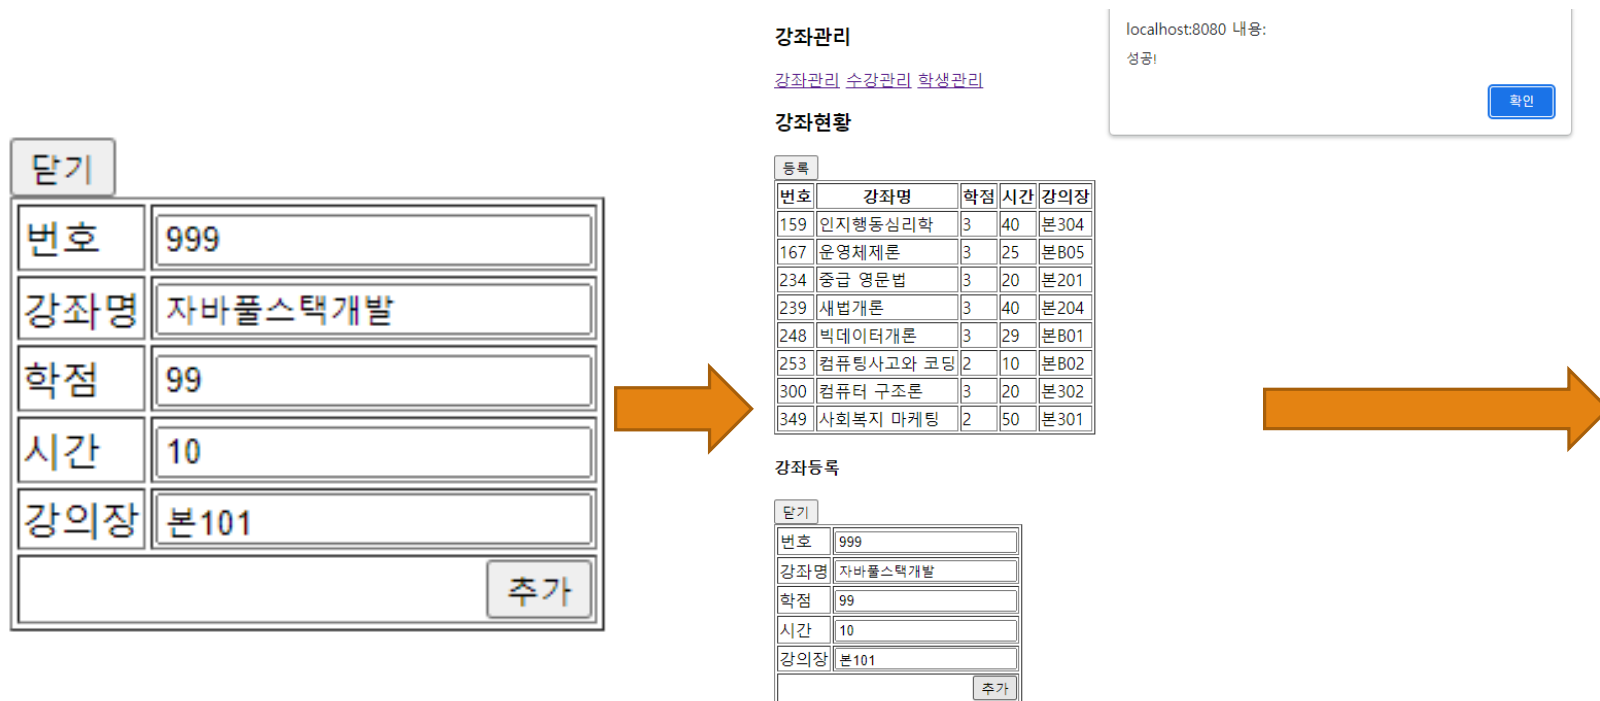 닫기
번호 999
강좌명 자바풀스택개발
학점 99
시간 10
강의장 본101
추가
강좌관리
강좌관리 수강관리 학생관리
강좌현황
등록
번호 강좌명 학점 시간 강의장
159 인지행동심리학 3 40 본304
167 운영체제론 3 25 본B05
234 중급 영문법 3 20 본201
239 새법개론 3 40 본204
248 빅데이터개론 3 29 본B01
253 컴퓨팅사고와 코딩 2 10 본B02
300 컴퓨터 구조론 3 20 본302
349 사회복지 마케팅 2 50 본301
강좌등록
닫기
번호 999
강좌명 자바풀스택개발
학점 99
시간 10
강의장 본101
추가
localhost:8080 내용:
성공!
확인